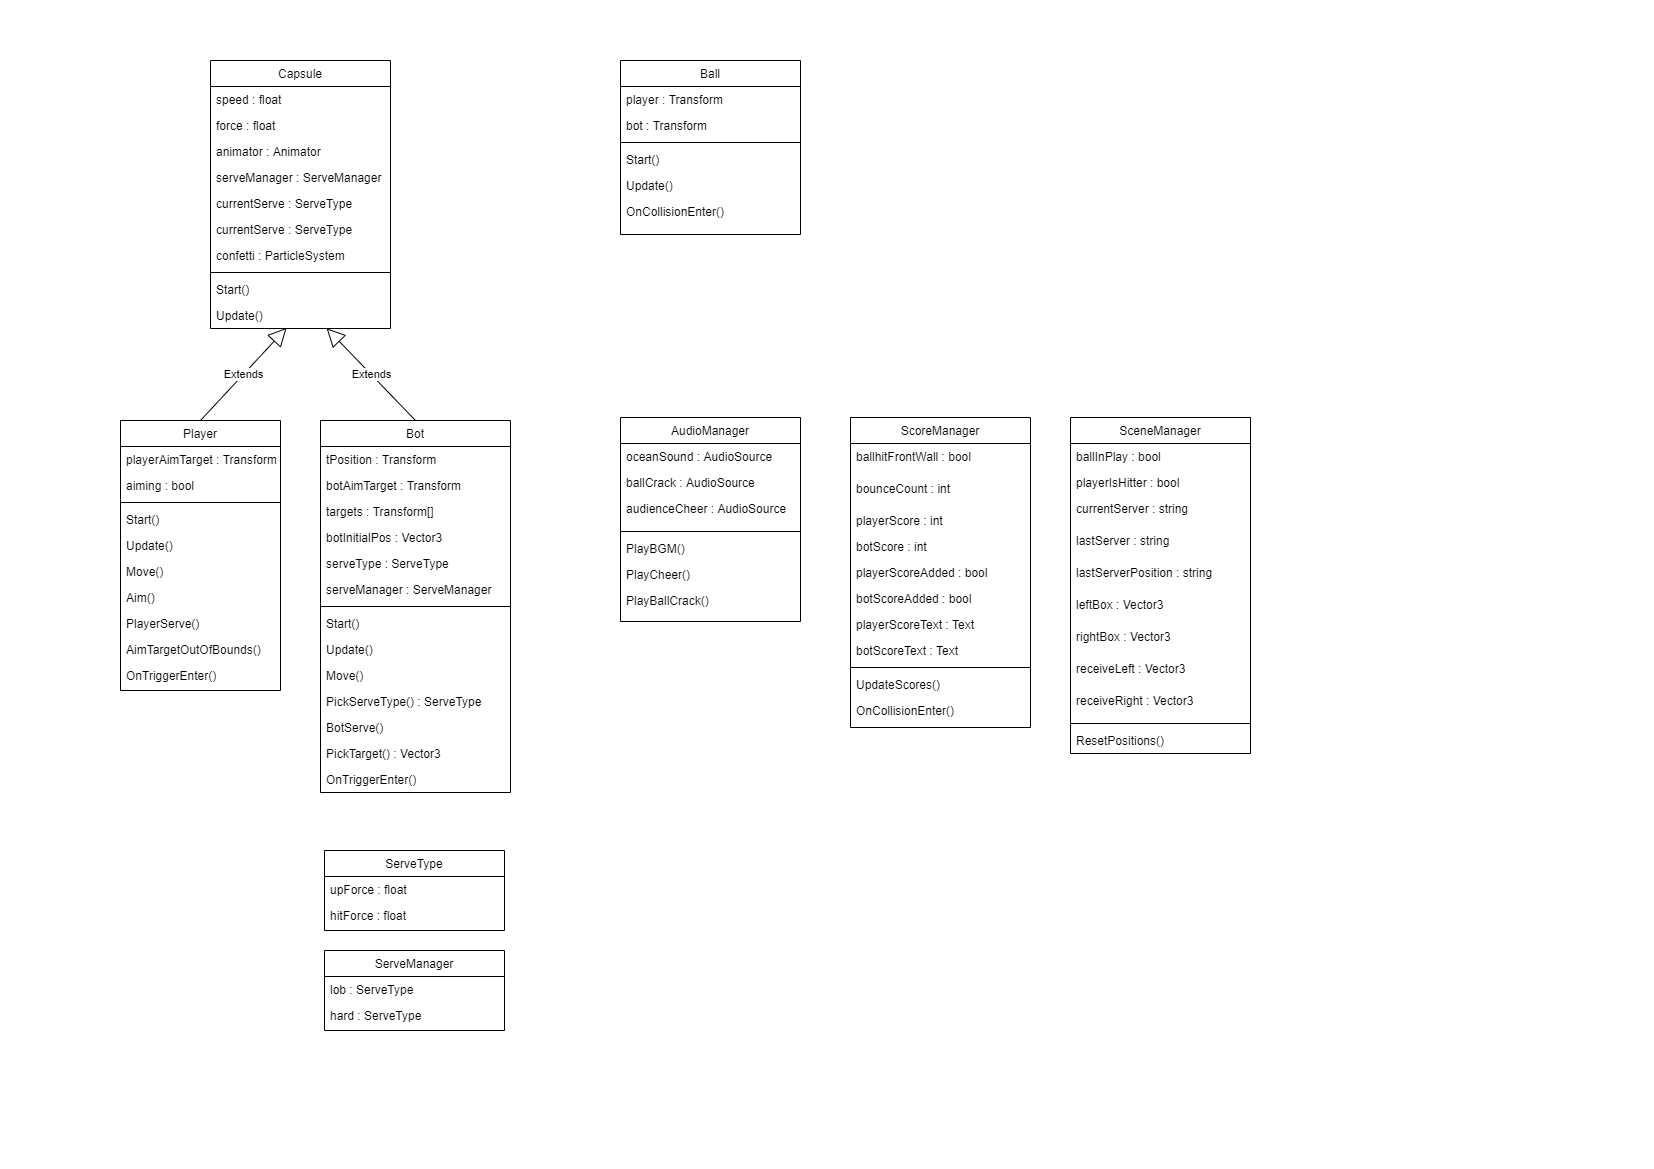 Capsule
speed : float
force : float
animator : Animator
serveManager : ServeManager
currentServe : ServeType
currentServe : ServeType
confetti : ParticleSystem
Start()
Update()
Ball
player : Transform
bot : Transform
Start()
Update()
OnCollisionEnter()
Extends
Extends
Player
playerAimTarget : Transform
aiming : bool
Start()
Update()
Move()
Aim()
PlayerServe()
AimTargetOutOfBounds()
OnTriggerEnter()
Bot
tPosition : Transform
botAimTarget : Transform
targets : Transform[]
botInitialPos : Vector3
serveType : ServeType
serveManager : ServeManager
Start()
Update()
Move()
PickServeType() : ServeType
BotServe()
PickTarget() : Vector3
OnTriggerEnter()
AudioManager
oceanSound : AudioSource
ballCrack : AudioSource
audienceCheer : AudioSource
PlayBGM()
PlayCheer()
PlayBallCrack()
ScoreManager
ballhitFrontWall : bool
bounceCount : int
playerScore : int
botScore : int
playerScoreAdded : bool
botScoreAdded : bool
playerScoreText : Text
botScoreText : Text
UpdateScores()
OnCollisionEnter()
SceneManager
ballInPlay : bool
playerIsHitter : bool
currentServer : string
lastServer : string
lastServerPosition : string
leftBox : Vector3
rightBox : Vector3
receiveLeft : Vector3
receiveRight : Vector3
ResetPositions()
ServeType
upForce : float
hitForce : float
ServeManager
lob : ServeType
hard : ServeType